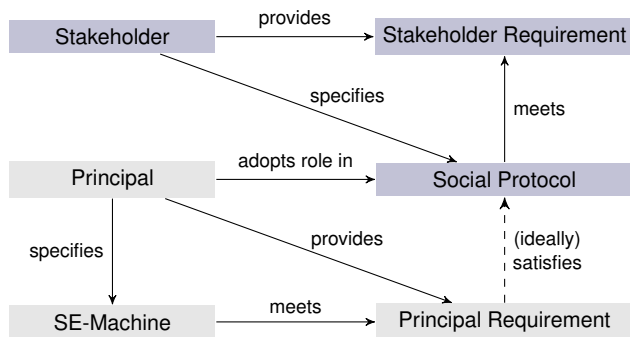 provides
Stakeholder
Stakeholder Requirement
specifies
meets
adopts role in
Principal
Social Protocol
specifies
provides
(ideally)
satisfies
meets
SE-Machine
Principal Requirement